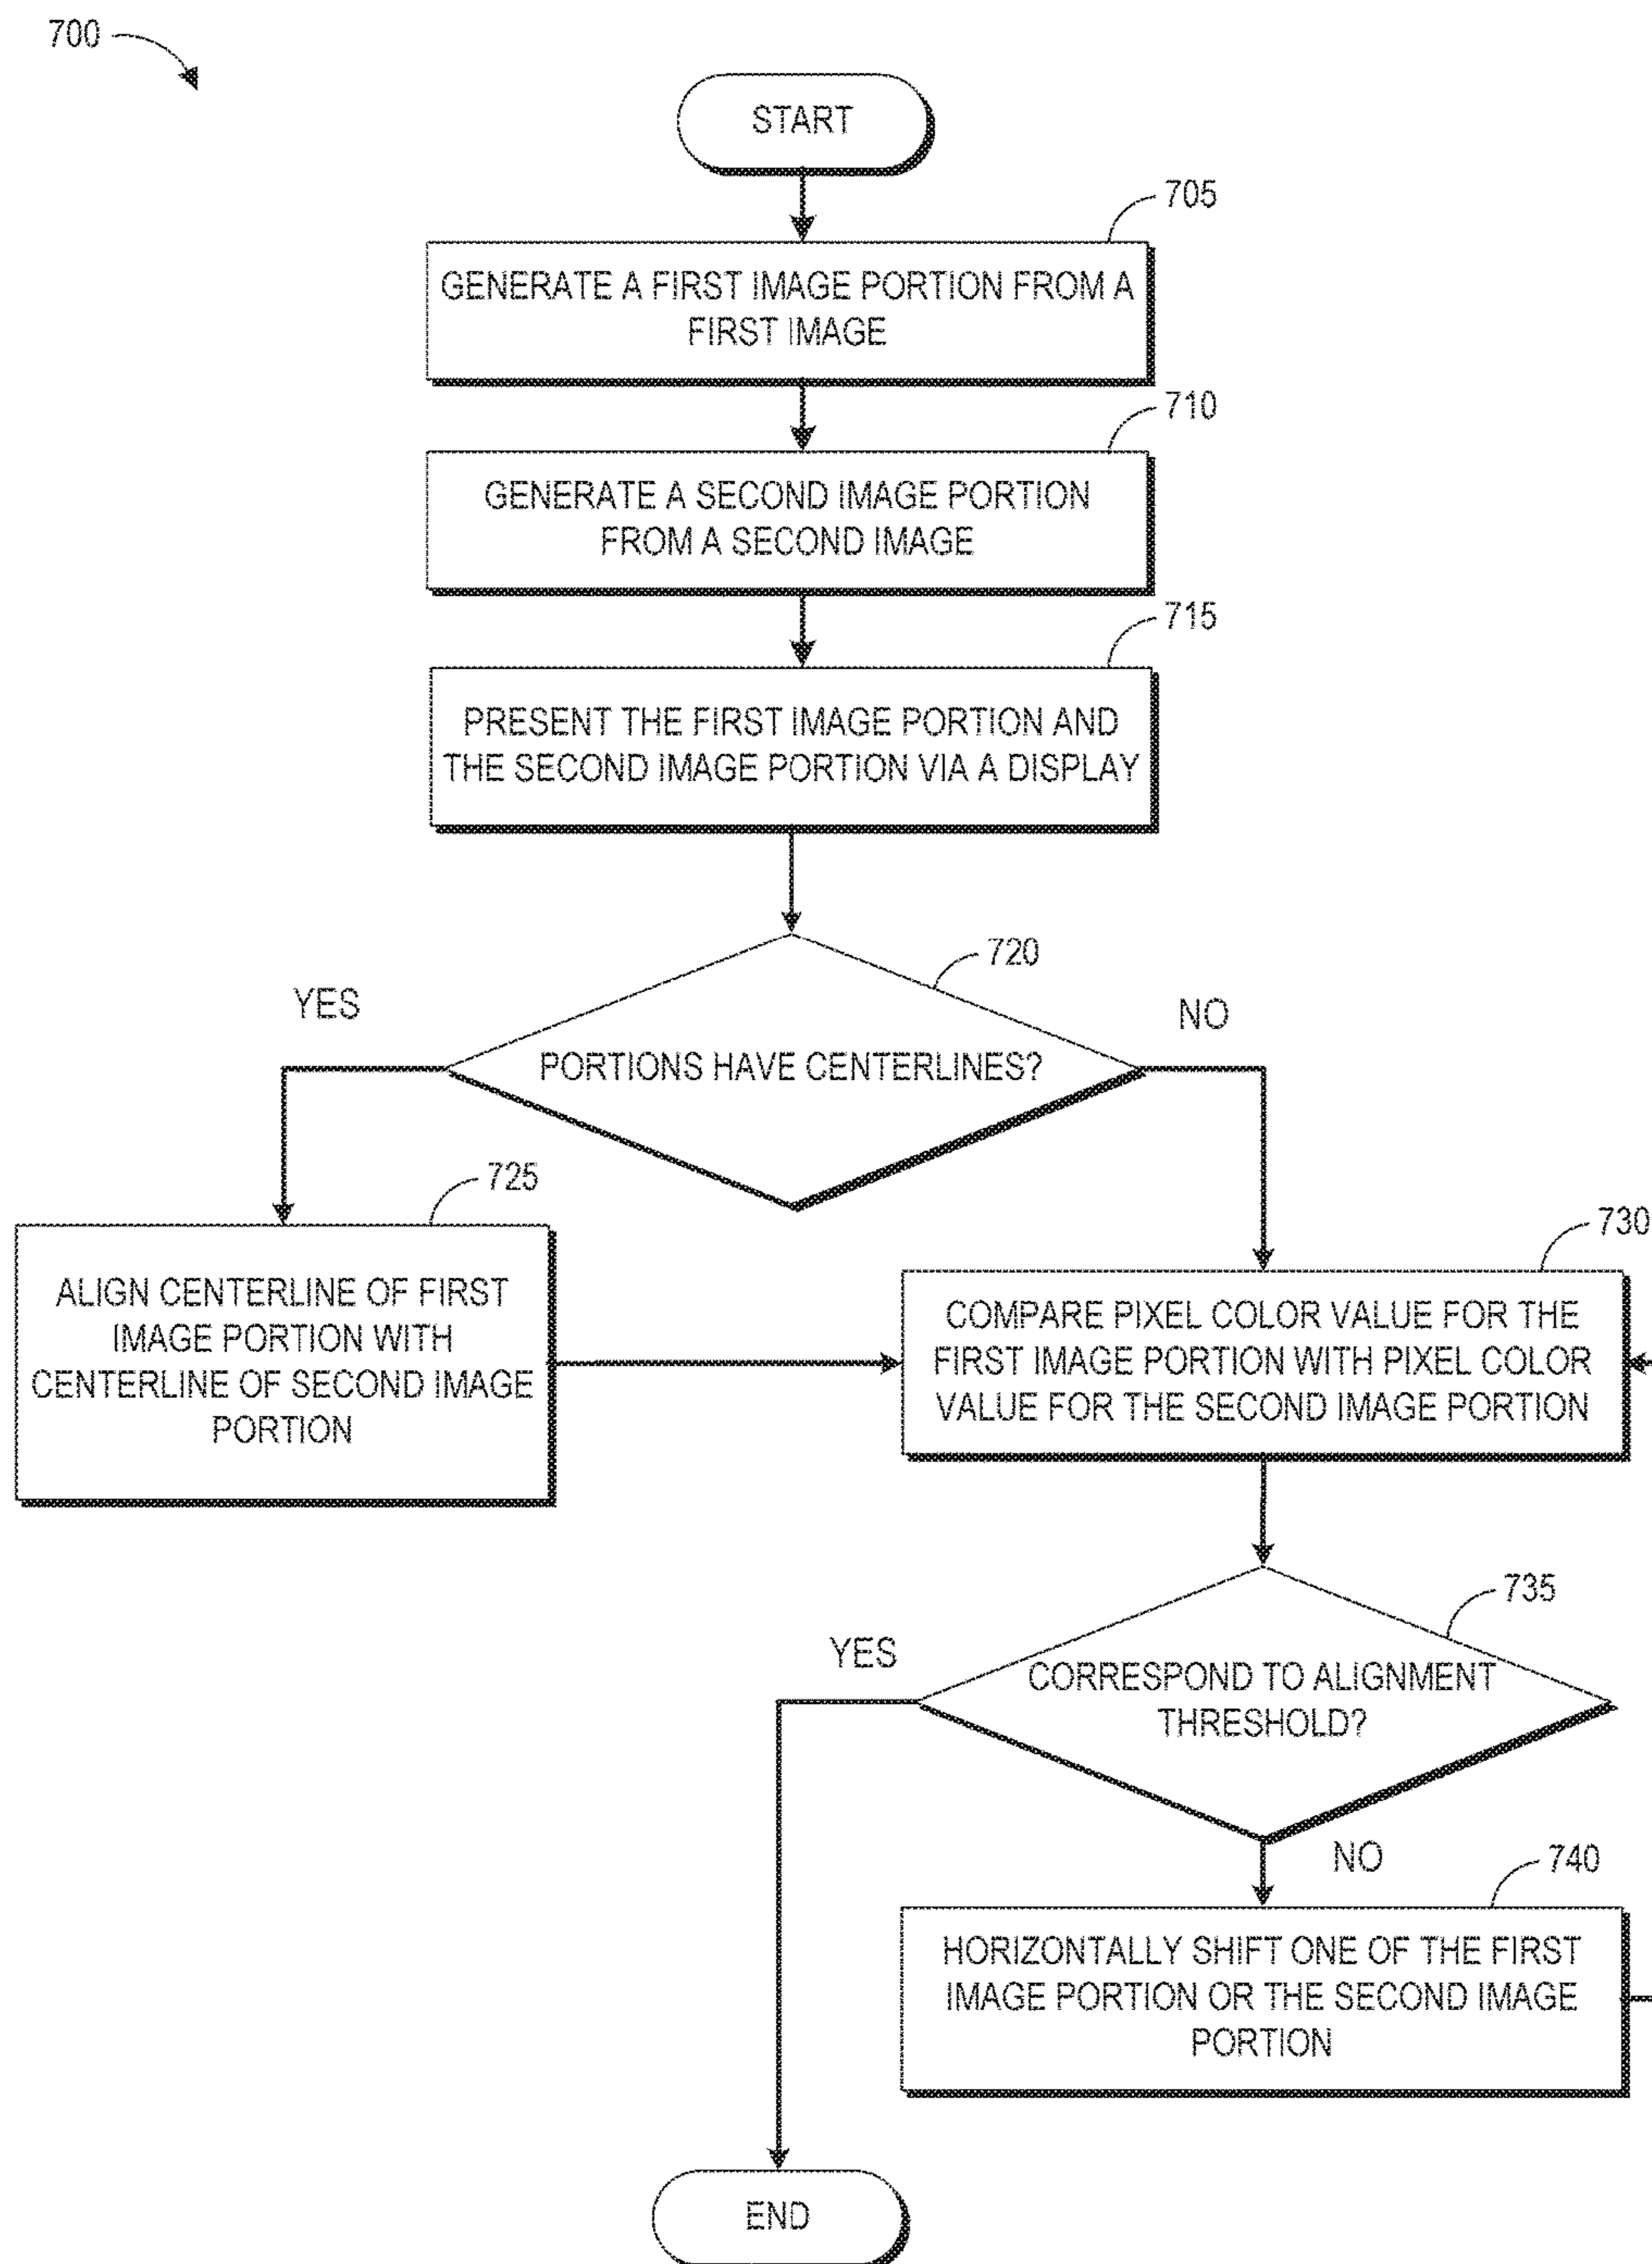 700
START
705
GENERATE A FIRST IMAGE PORTION FROM A
FIRST IMAGE
710
GENERATE A SECOND IMAGE PORTION
FROM A SECOND IMAGE
715
PRESENT THE FIRST IMAGE PORTION AND
THE SECOND IMAGE PORTION VIA A DISPLAY
720
YES
NO
PORTIONS HAVE CENTERLINES?
725
ALIGN CENTERLINE OF FIRST
IMAGE PORTION WITH
CENTERLINE OF SECOND IMAGE
PORTION
730
COMPARE PIXEL COLOR VALUE FOR THE
FIRST IMAGE PORTION WITH PIXEL COLOR
VALUE FOR THE SECOND IMAGE PORTION
735
YES
CORRESPOND TO ALIGNMENT
THRESHOLD?
NO
740
HORIZONTALLY SHIFT ONE OF THE FIRST
IMAGE PORTION OR THE SECOND IMAGE
PORTION
END